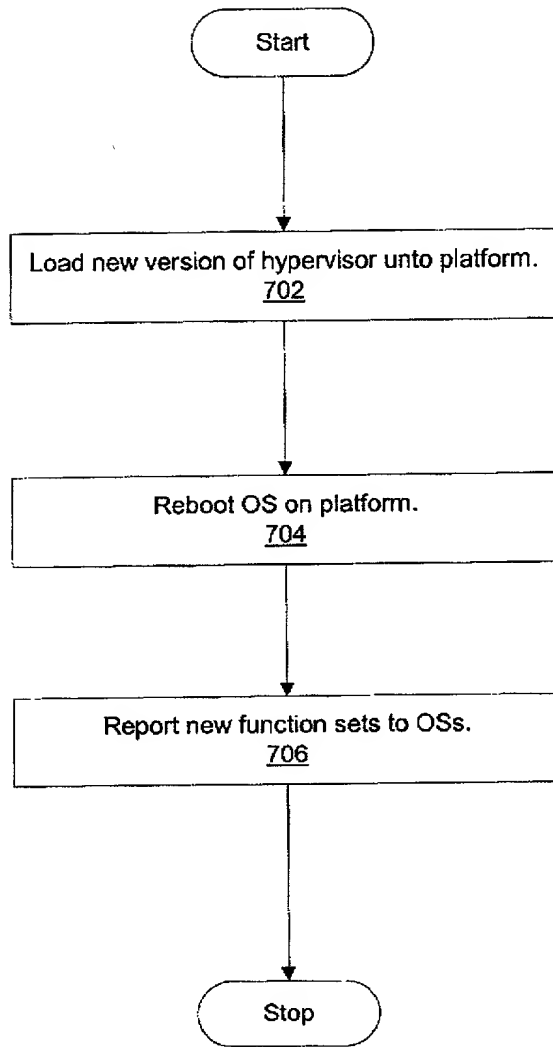 Start
Load new version of hypervisor unto platform.
702
Reboot OS on platform.
704
Report new function sets to OSs.
706
Stop